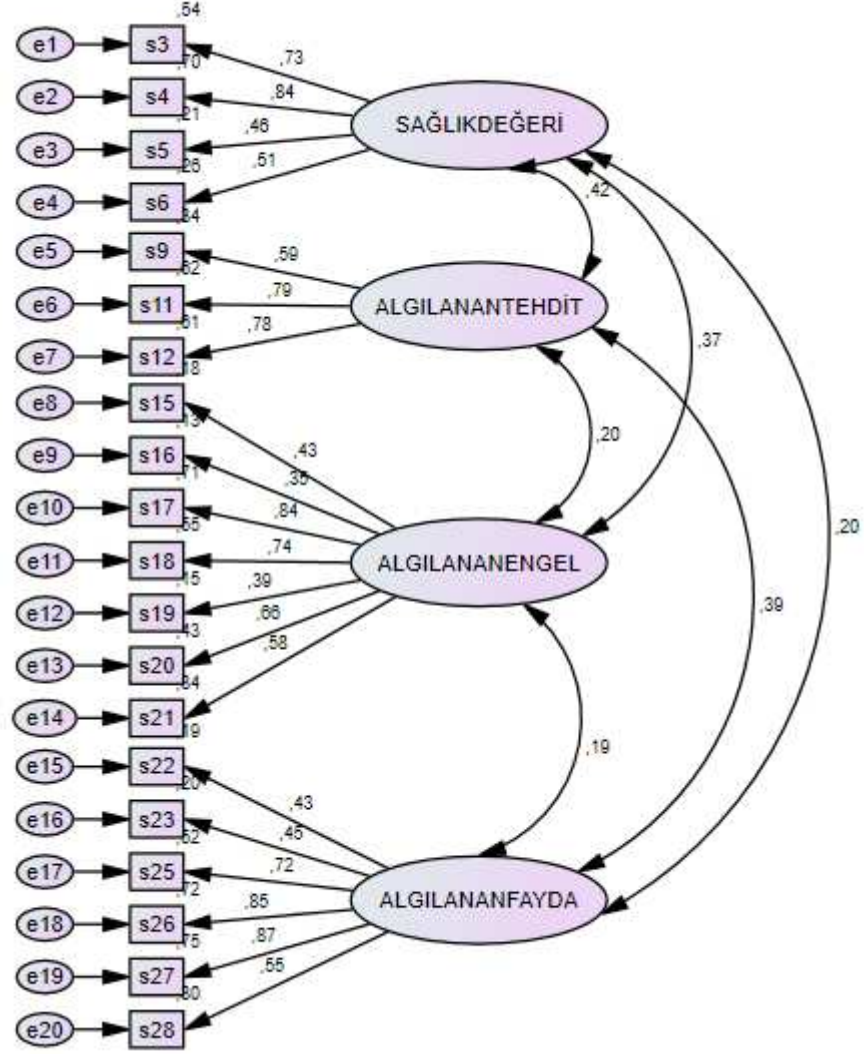 ,54
e1 s3 ,73
,70
e2 s4 ,84
,21
e3 s5 ,46
,26
e4 s6 ,51
SAĞLIKDEĞERİ
,42
,34
e5 s9 ,59
,62
e6 s11 ,79
,61
e7 s12 ,78
ALGILANANTEHDİT
,37
,18
e8 s15 ,43
,13
e9 s16 ,35
,20
,71
e10 s17 ,84
,55
e11 s18 ,74
,15
e12 s19 ,39
,43
e13 s20 ,66
,34
e14 s21 ,58
ALGILANANENGEL
,20
,39
,19
,19
e15 s22 ,43
,20
e16 s23 ,45
,52
e17 s25 ,72
,72
e18 s26 ,85
,75
e19 s27 ,87
,30
e20 s28 ,55
ALGILANANFAYDA